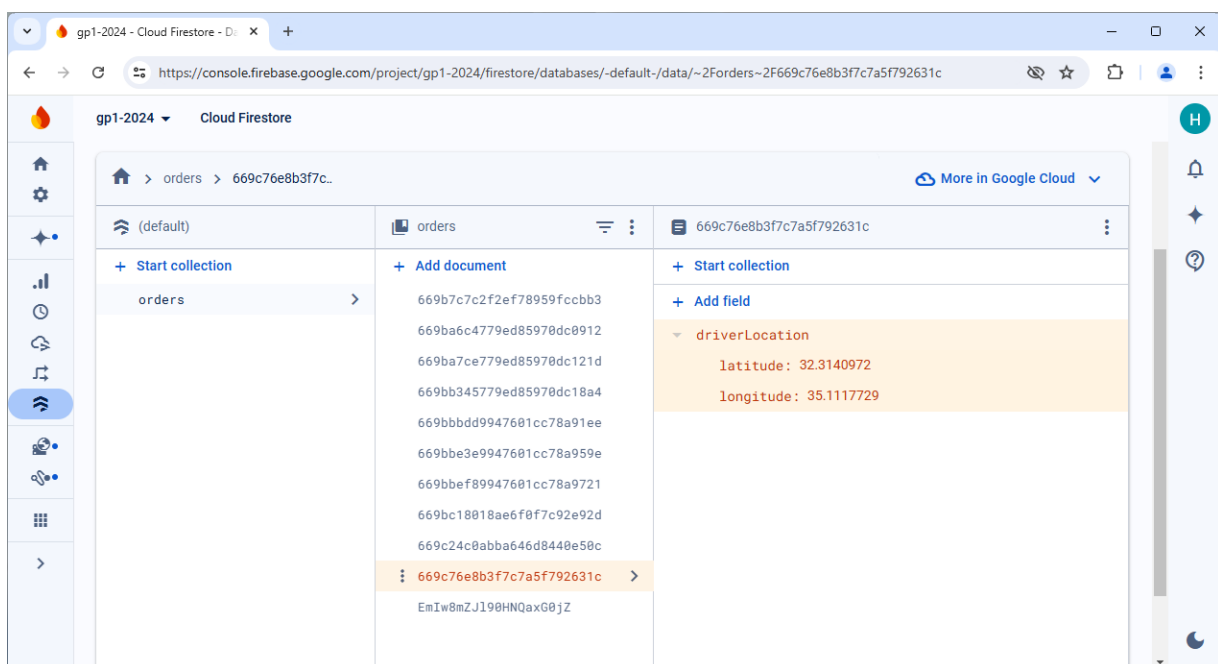 gp1-2024 - Cloud Firestore - Da
https://console.firebase.google.com/project/gp1-2024/firestore/databases/-default-/data/~2Forders~2F669c76e8b3f7c7a5f792631c
gp1-2024 Cloud Firestore
H
orders > 669c76e8b3f7c..
More in Google Cloud
(default)
+ Start collection
orders
orders
+ Add document
669b7c7c2f2ef78959fccbb3
669ba6c4779ed85970dc0912
669ba7ce779ed85970dc121d
669bb345779ed85970dc18a4
669bbbdd9947601cc78a91ee
669bbe3e9947601cc78a959e
669bbef89947601cc78a9721
669bc18018ae6f0f7c92e92d
669c24c0abba646d8440e50c
669c76e8b3f7c7a5f792631c
EmIw8mZJl90HNQaxG0jZ
669c76e8b3f7c7a5f792631c
+ Start collection
+ Add field
driverLocation
latitude: 32.3140972
longitude: 35.1117729